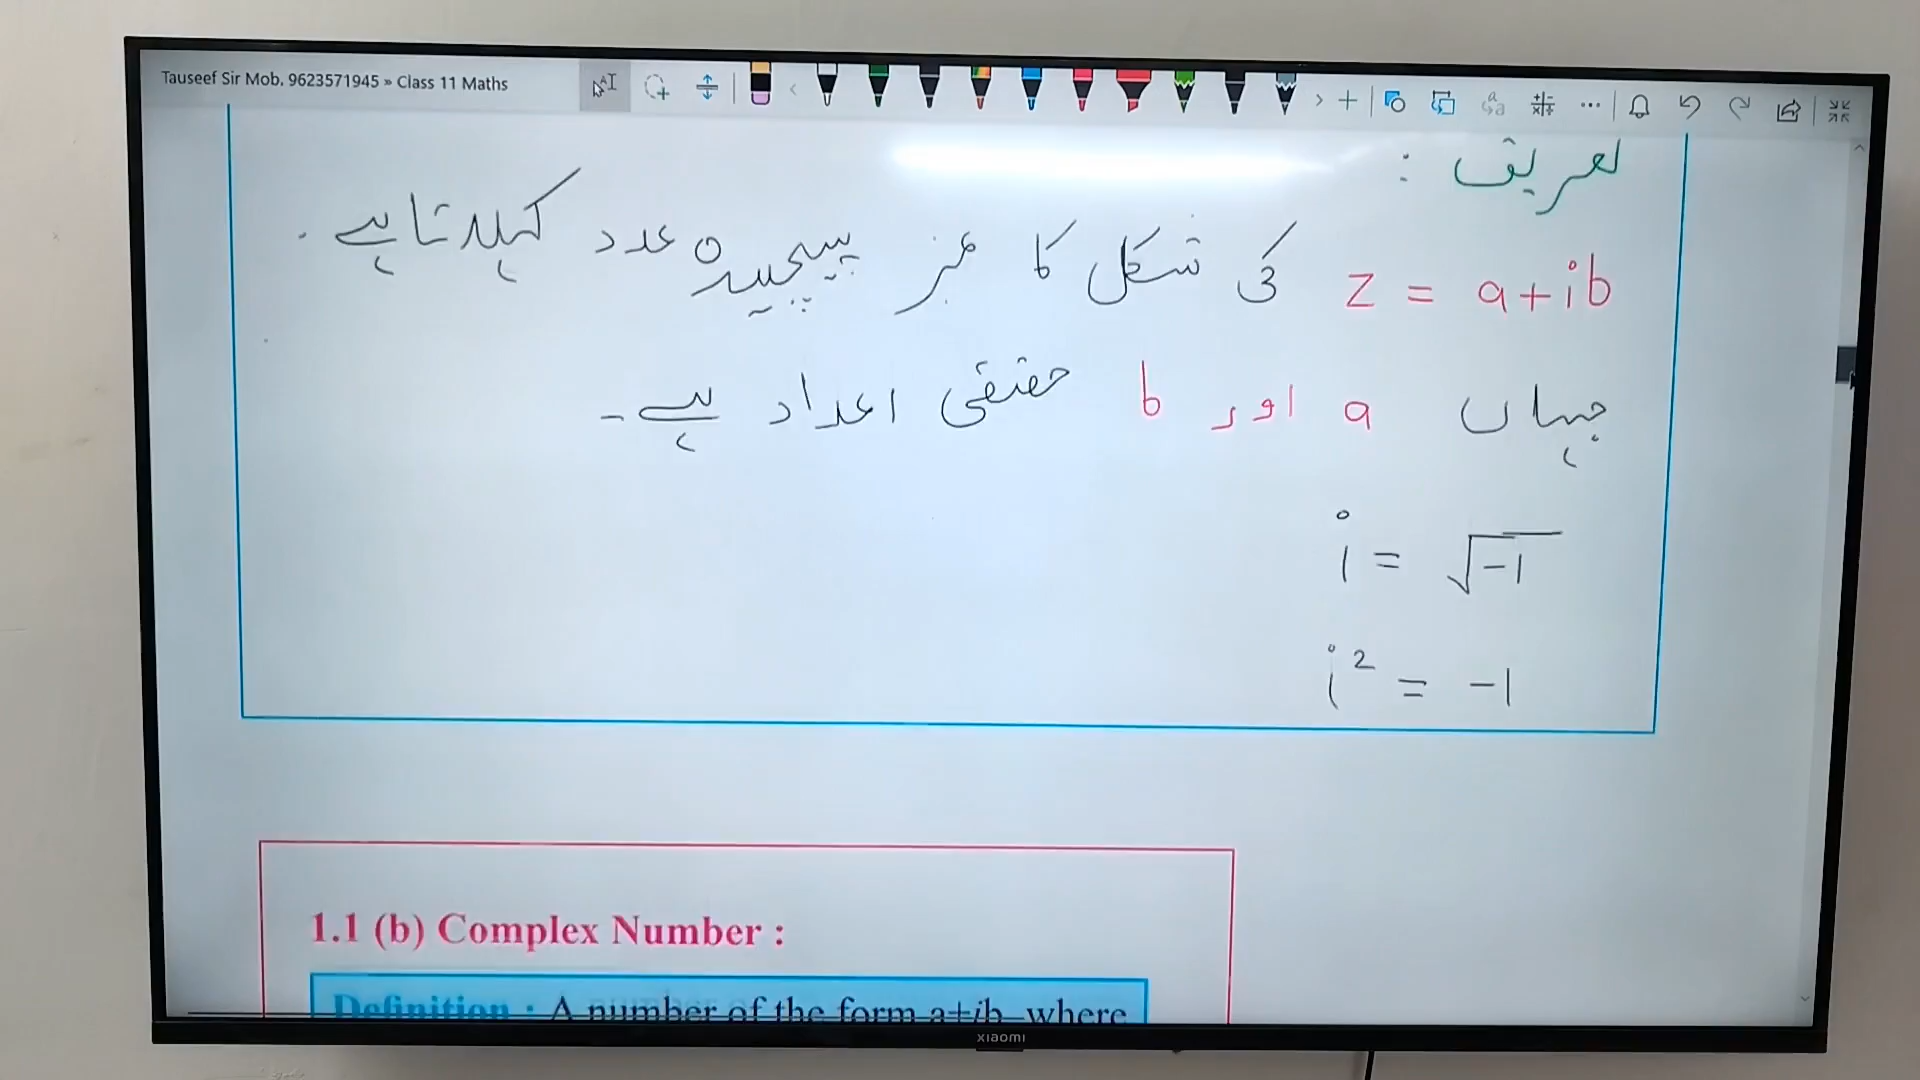 Tauseef Sir Mob. 9623571945 » Class 11 Maths
تعریف :
z = a+ib کی شکل کا نمبر پیچیدہ عدد کہلاتا ہے .
جہاں a اور b حقیقی اعداد ہے -
i = √-1
i² = -1
1.1 (b) Complex Number :
Definition : A number of the form a+ib where
xiaomi